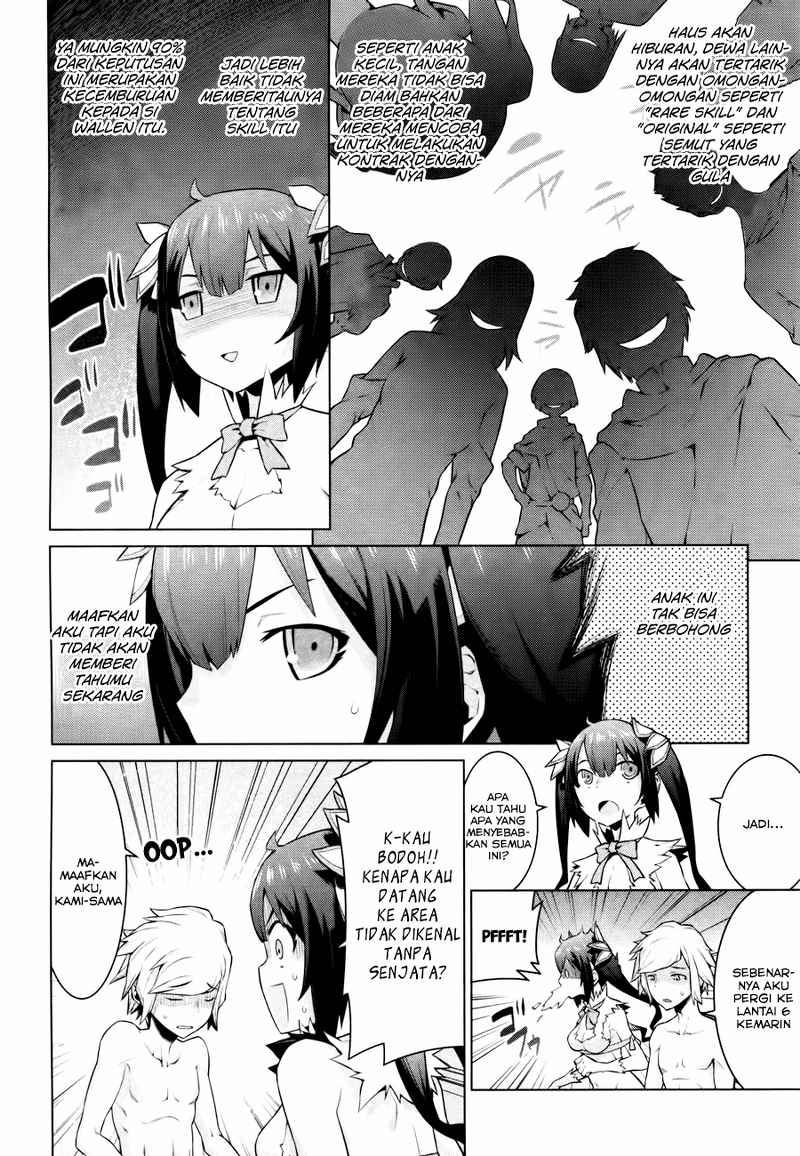 HAUS AKAN
HIBURAN, DEWA LAIN-
NYA AKAN TERTARIK
DENGAN OMONGAN-
OMONGAN SEPERTI
"RARE SKILL" DAN
"ORIGINAL" SEPERTI
[SEMUT YANG
TERTARIK DENGAN
GULA
SEPERTI ANAK
KECIL, TANGAN
MEREKA TIDAK BISA
DIAM BAHKAN
BEBERAPA DARI
MEREKA MENCOBA
UNTUK MELAKUKAN
KONTRAK DENGAN-
NYA
JADI LEBIH
BAIK TIDAK
MEMBERITAUNYA
TENTANG
SKILL ITU
YA MUNGKIN 90%
DARI KEPUTUSAN
INI MERUPAKAN
KECEMBURUAN
KEPADA SI
WALLEN ITU.
ゴゴゴ
ANAK INI
TAK BISA
BERBOHONG
MAAFKAN
AKU TAPI AKU
TIDAK AKAN
MEMBERI
TAHUMU
SEKARANG
JADI...
APA
KAU TAHU
APA YANG
MENYEBAB-
KAN SEMUA
INI?
SEBENAR-
NYA AKU
PERGI KE
LANTAI 6
KEMARIN
PFFFT!
K-KAU
BODOH!!
KENAPA KAU
DATANG
KE AREA
TIDAK DIKENAL
TANPA
SENJATA?
OOP...
MA-
MAAFKAN
AKU,
KAMI-SAMA